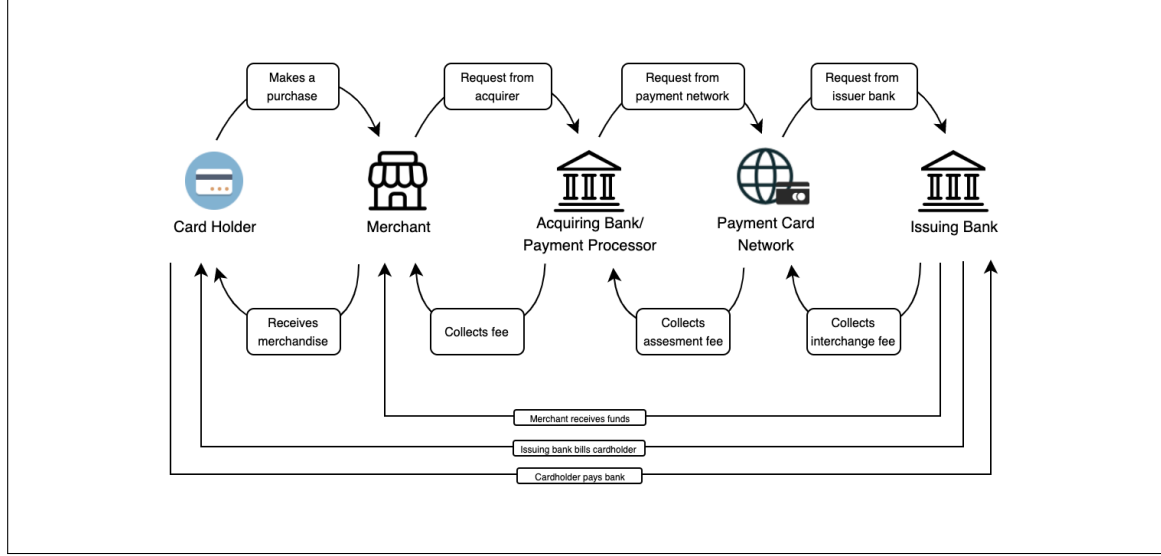 Makes a
purchase
Request from
acquirer
Request from
payment network
Request from
issuer bank
Card Holder
Merchant
Acquiring Bank/
Payment Processor
Payment Card
Network
Issuing Bank
Receives
merchandise
Collects fee
Collects
assesment fee
Collects
interchange fee
Merchant receives funds
Issuing bank bills cardholder
Cardholder pays bank